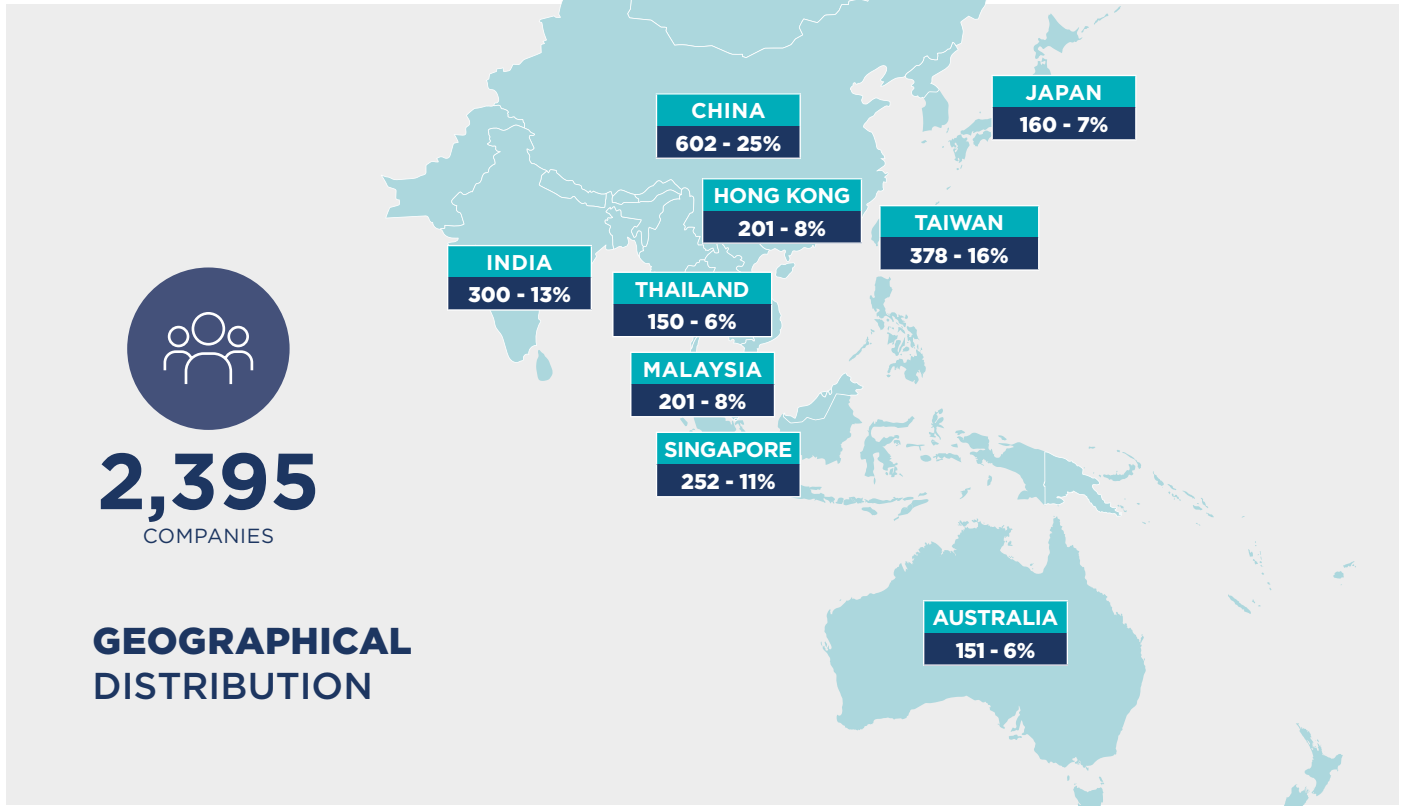 JAPAN
160 - 7%
CHINA
602 - 25%
HONG KONG
201 - 8%
TAIWAN
378 - 16%
INDIA
300 - 13%
THAILAND
150 - 6%
MALAYSIA
201 - 8%
SINGAPORE
252 - 11%
2,395
COMPANIES
AUSTRALIA
151 - 6%
GEOGRAPHICAL
DISTRIBUTION